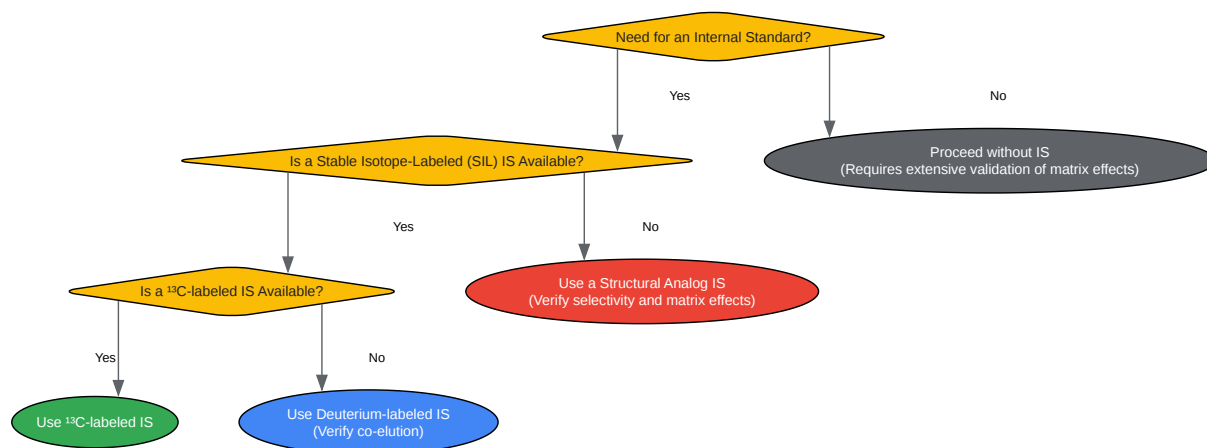 Need for an Internal Standard?
Yes
No
Is a Stable Isotope-Labeled (SIL) IS Available?
Proceed without IS
(Requires extensive validation of matrix effects)
Yes
No
Is a ¹³C-labeled IS Available?
Use a Structural Analog IS
(Verify selectivity and matrix effects)
Yes
No
Use ¹³C-labeled IS
Use Deuterium-labeled IS
(Verify co-elution)